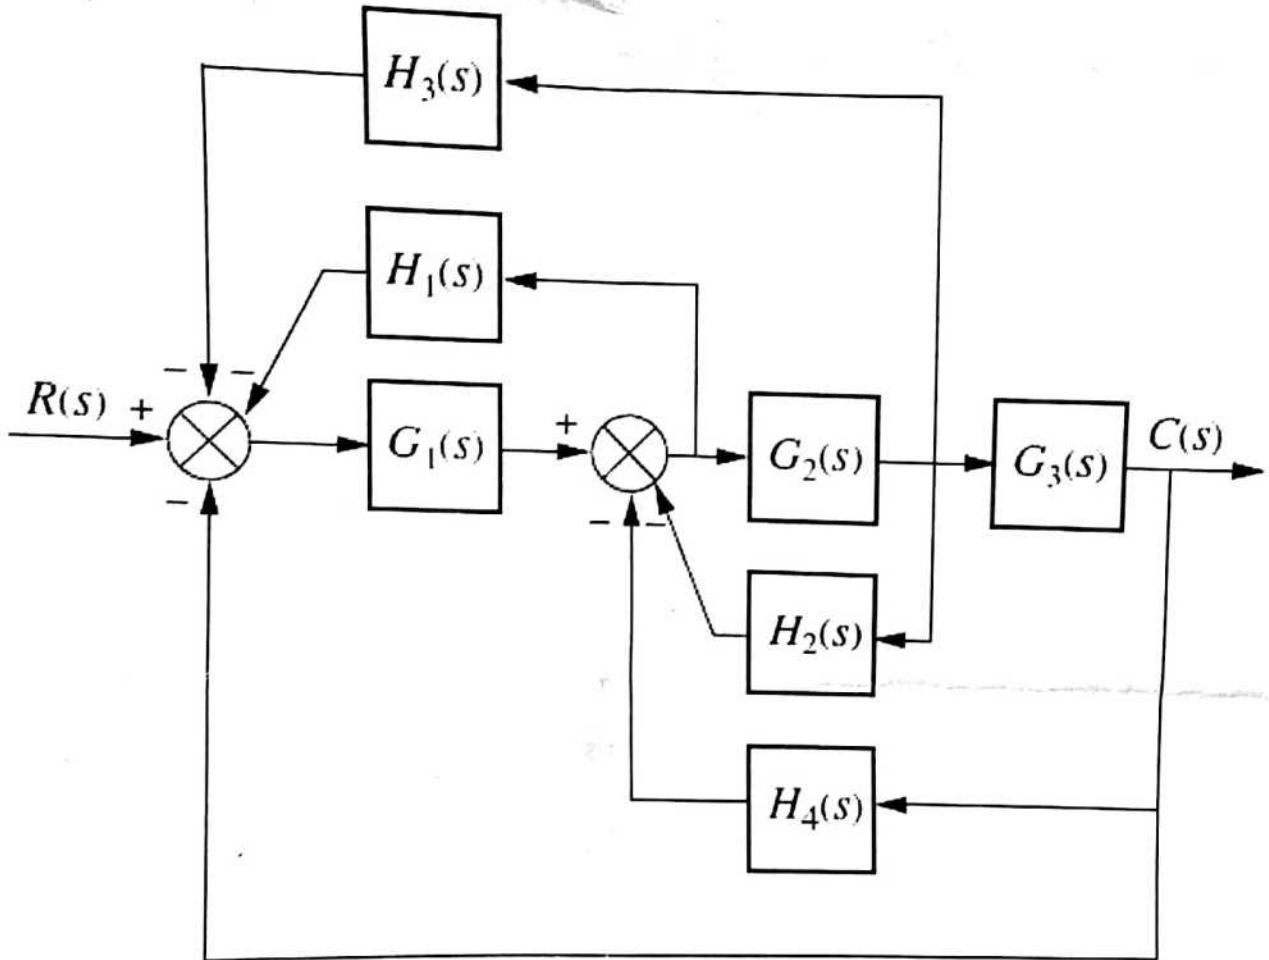 H₃(s)
H₁(s)
− −
R(s) + G₁(s) + G₂(s) G₃(s) C(s)
−
− −
H₂(s)
H₄(s)